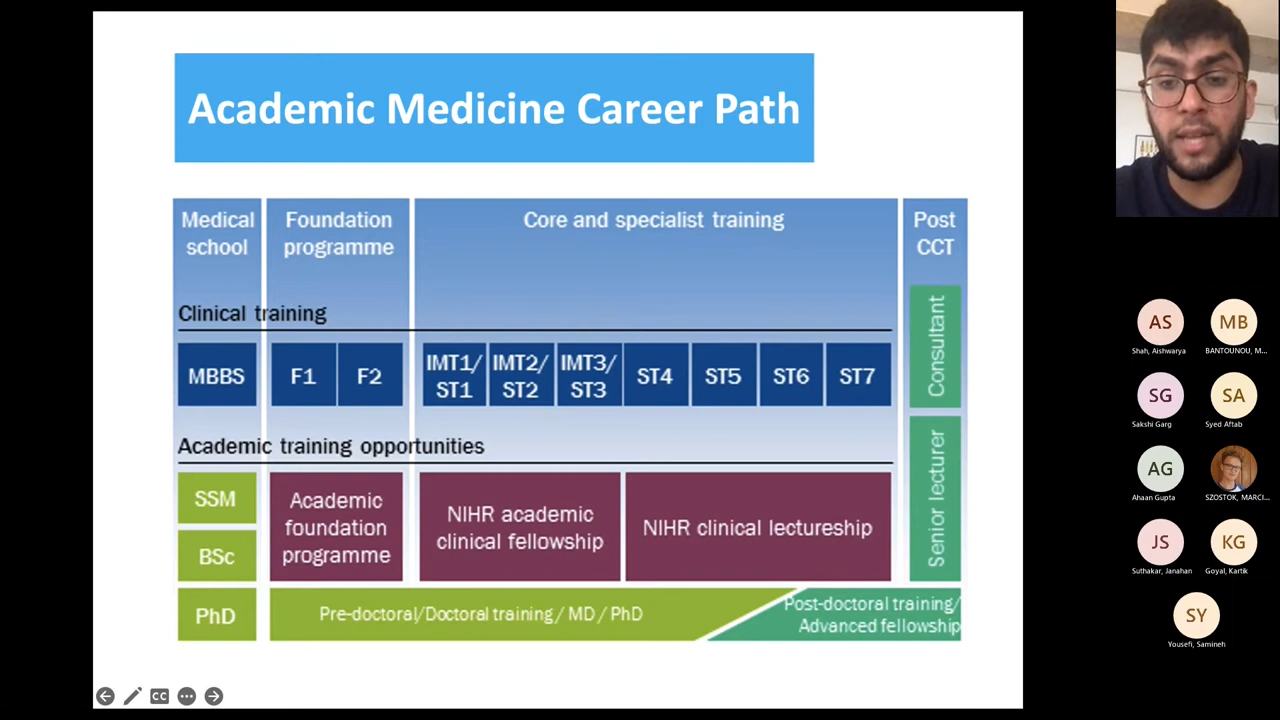 Academic Medicine Career Path
Medical
school
Foundation
programme
Core and specialist training
Post
CCT
Clinical training
MBBS
F1
F2
IMT1/
ST1
IMT2/
ST2
IMT3/
ST3
ST4
ST5
ST6
ST7
Consultant
Academic training opportunities
SSM
BSc
Academic
foundation
programme
NIHR academic
clinical fellowship
NIHR clinical lectureship
Senior lecturer
PhD
Pre-doctoral/Doctoral training / MD / PhD
Post-doctoral training/
Advanced fellowship
CC
AS
Shah, Aishwarya
MB
BANTOUNOU, M...
SG
Sakshi Garg
SA
Syed Aftab
AG
Ahaan Gupta
SZOSTOK, MARCI...
JS
Suthakar, Janahan
KG
Goyal, Kartik
SY
Yousefi, Samineh